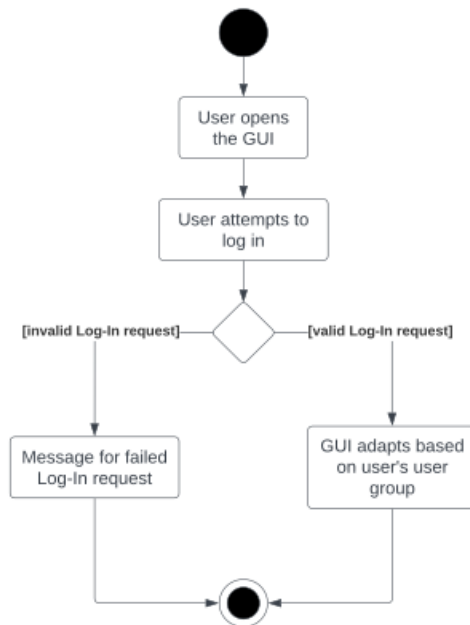 User opens
the GUI
User attempts to
log in
[invalid Log-In request]
[valid Log-In request]
Message for failed
Log-In request
GUI adapts based
on user's user
group